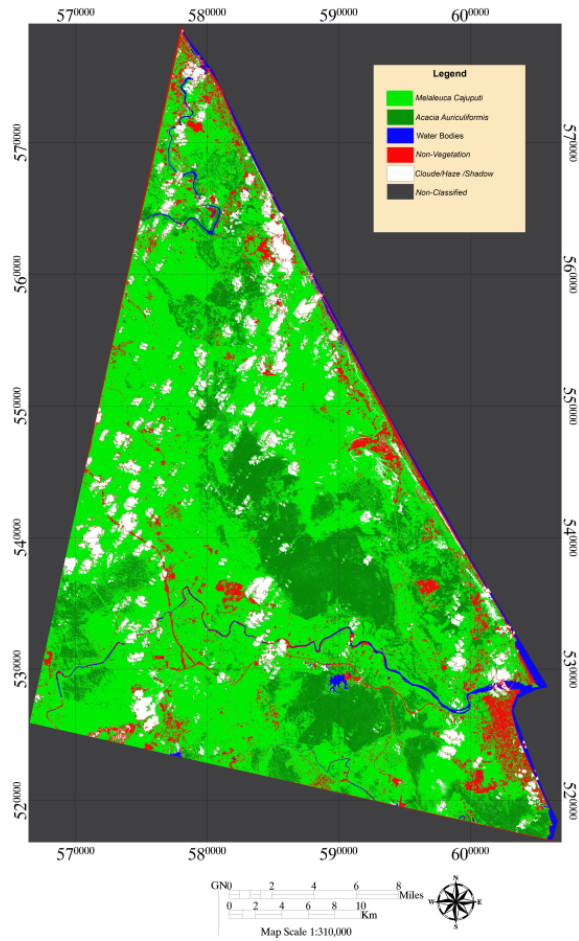 570000 580000 590000 600000
Legend
Melaleuca Cajuputi
Acacia Auriculiformis
Water Bodies
Non-Vegetation
Cloude/Haze /Shadow
Non-Classified
570000 570000
560000 560000
550000 550000
540000 540000
530000 530000
520000 520000
570000 580000 590000 600000
GN
0 2 4 6 8
Miles
0 2 4 6 8 10
Km
Map Scale 1:310,000
N
W E
S